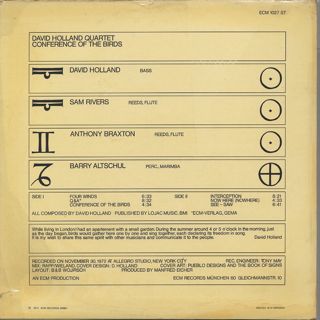 ECM 1027 ST
DAVID HOLLAND QUARTET
CONFERENCE OF THE BIRDS
DAVID HOLLAND BASS
SAM RIVERS REEDS, FLUTE
ANTHONY BRAXTON REEDS, FLUTE
BARRY ALTSCHUL PERC., MARIMBA
SIDE I FOUR WINDS 6:33 SIDE II INTERCEPTION 8:21
Q&A* 8:32 NOW HERE (NOWHERE) 4:33
CONFERENCE OF THE BIRDS 4:34 SEE-SAW 6:41
ALL COMPOSED BY DAVID HOLLAND PUBLISHED BY LOJAC MUSIC, BMI *ECM-VERLAG, GEMA
While living in London I had an appartement with a small garden. During the summer around 4 or 5 o'clock in the morning, just
as the day began, birds would gather here one by one and sing together, each declaring its freedom in song.
It is my wish to share this same spirit with other musicians and communicate it to the people. David Holland
RECORDED ON NOVEMBER 30, 1972 AT ALLEGRO STUDIO, NEW YORK CITY REC. ENGINEER: TONY MAY
COVER DESIGN: D. HOLLAND COVER ART: PUEBLO DESIGNS AND THE BOOK OF SIGNS
LAYOUT: B&B WOJIRSCH PRODUCED BY MANFRED EICHER
AN ECM PRODUCTION ECM RECORDS MÜNCHEN 60 GLEICHMANNSTR. 10